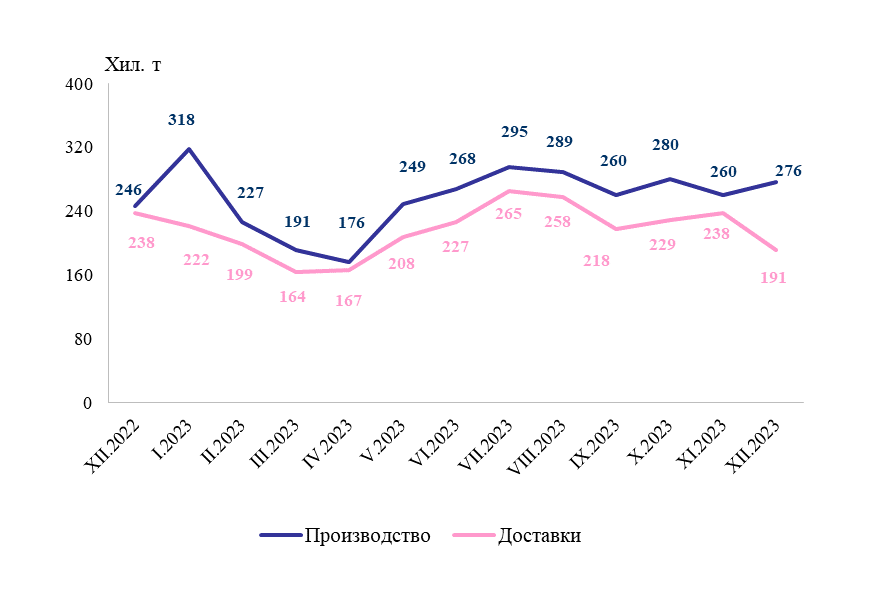 Хил. т
400
320
240
160
80
0
318
295
289
280
276
268
260
260
249
246
227
191
176
265
258
238
238
229
227
222
218
208
199
191
167
164
XII.2022
I.2023
II.2023
III.2023
IV.2023
V.2023
VI.2023
VII.2023
VIII.2023
IX.2023
X.2023
XI.2023
XII.2023
Производство
Доставки